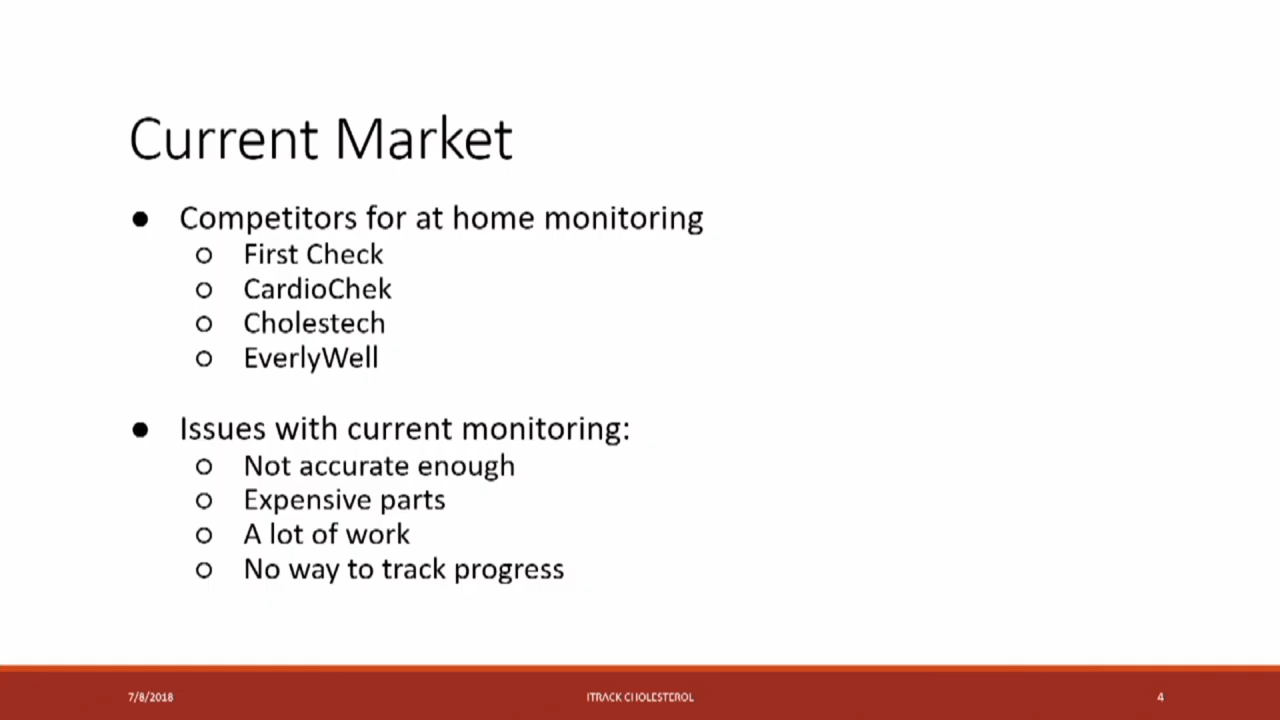 Current Market
● Competitors for at home monitoring
○ First Check
○ CardioChek
○ Cholestech
○ EverlyWell
● Issues with current monitoring:
○ Not accurate enough
○ Expensive parts
○ A lot of work
○ No way to track progress
7/8/2018 ITRACK CHOLESTEROL 4